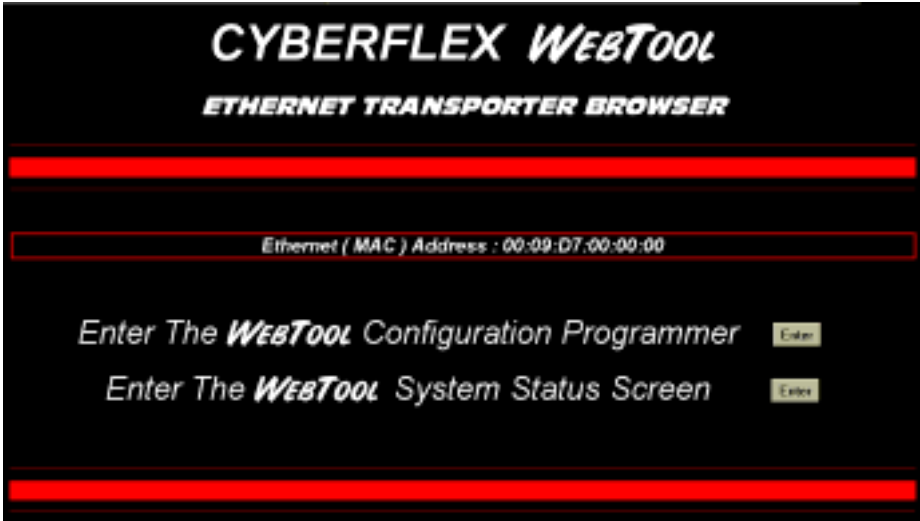 CYBERFLEX WEBTOOL
ETHERNET TRANSPORTER BROWSER
Ethernet ( MAC ) Address : 00:09:D7:00:00:00
Enter The WEBTOOL Configuration Programmer Enter
Enter The WEBTOOL System Status Screen Enter